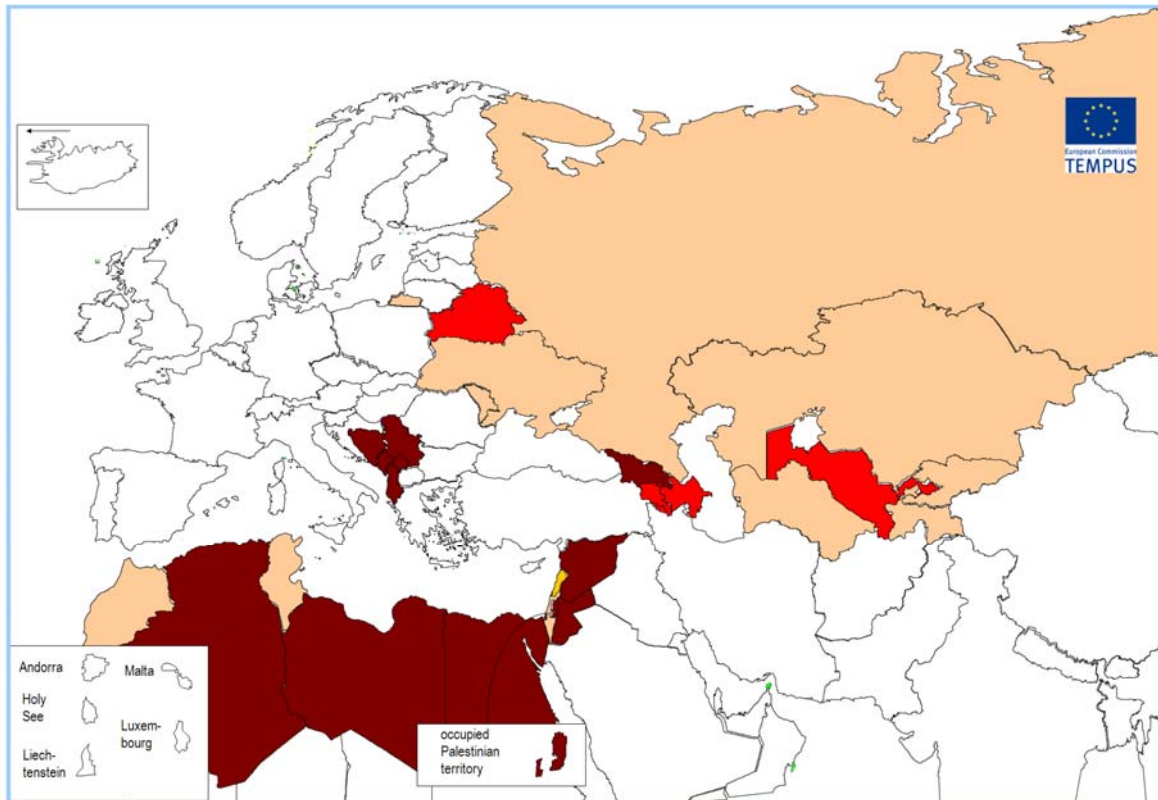 European Commission
TEMPUS
Andorra
Malta
Holy
See
Luxem-
bourg
Liech-
tenstein
occupied
Palestinian
territory